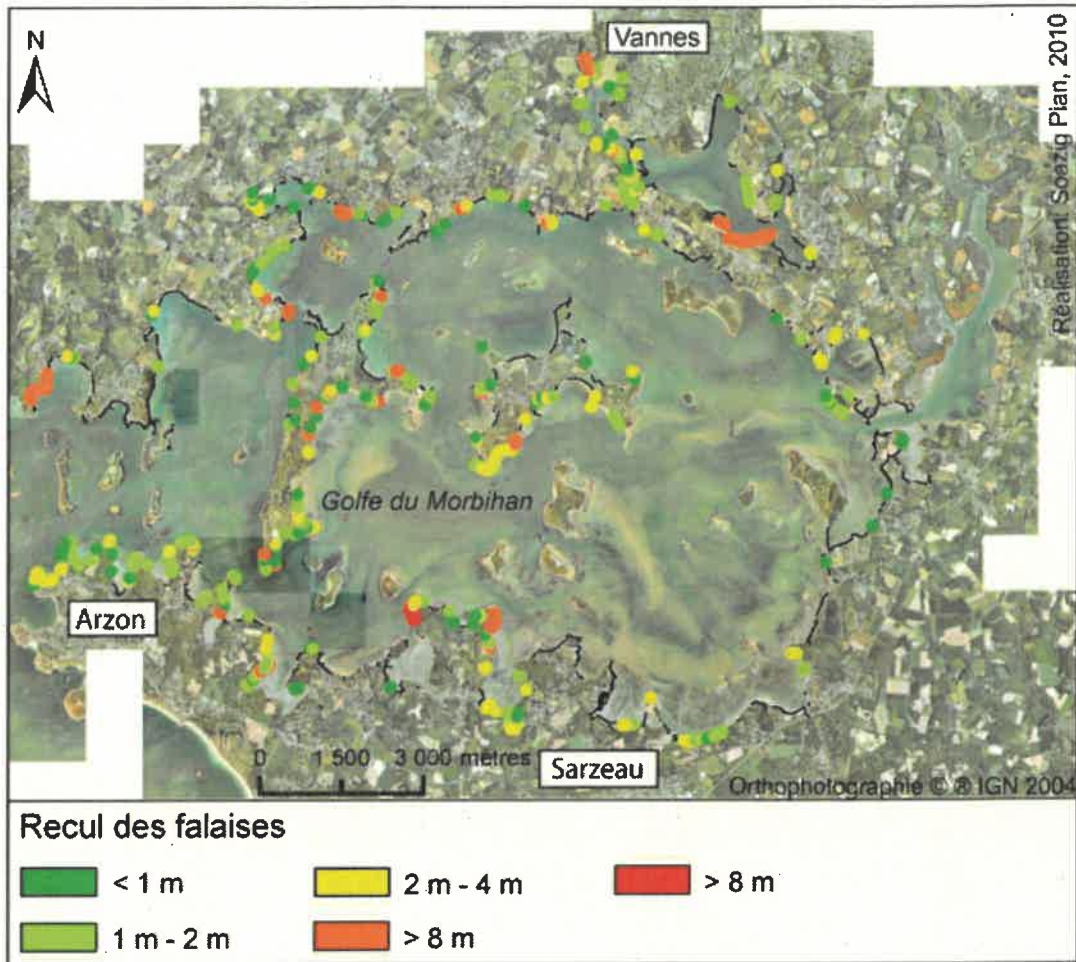 N
Vannes
Réalisation Soazig Pian, 2010
Golfe du Morbihan
Arzon
0 1 500 3 000 mètres
Sarzeau
Orthophotographie © ® IGN 2004
Recul des falaises
< 1 m
2 m - 4 m
> 8 m
1 m - 2 m
> 8 m